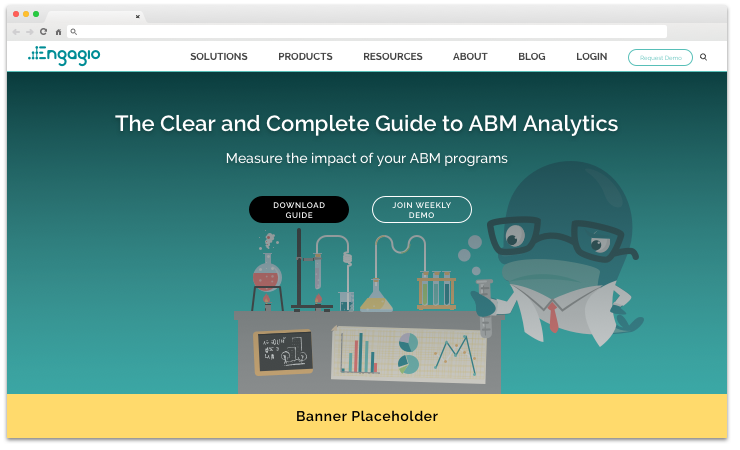 Engagio
SOLUTIONS PRODUCTS RESOURCES ABOUT BLOG LOGIN Request Demo
The Clear and Complete Guide to ABM Analytics
Measure the impact of your ABM programs
DOWNLOAD
GUIDE
JOIN WEEKLY
DEMO
Banner Placeholder